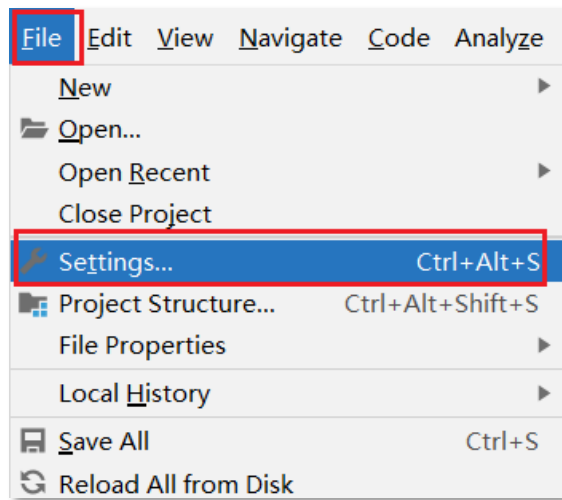 File Edit View Navigate Code Analyze
New
Open...
Open Recent
Close Project
Settings... Ctrl+Alt+S
Project Structure... Ctrl+Alt+Shift+S
File Properties
Local History
Save All Ctrl+S
Reload All from Disk